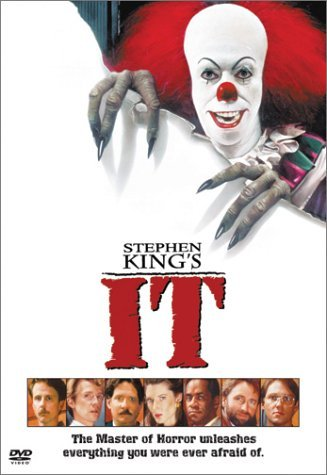 STEPHEN
KING'S
IT
DVD
VIDEO
The Master of Horror unleashes
everything you were ever afraid of.